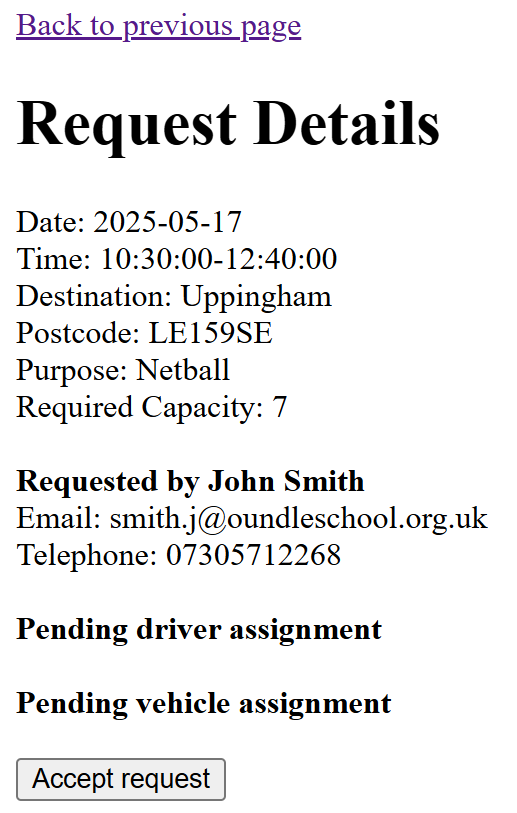 Back to previous page
Request Details
Date: 2025-05-17
Time: 10:30:00-12:40:00
Destination: Uppingham
Postcode: LE159SE
Purpose: Netball
Required Capacity: 7
Requested by John Smith
Email: smith.j@oundleschool.org.uk
Telephone: 07305712268
Pending driver assignment
Pending vehicle assignment
Accept request